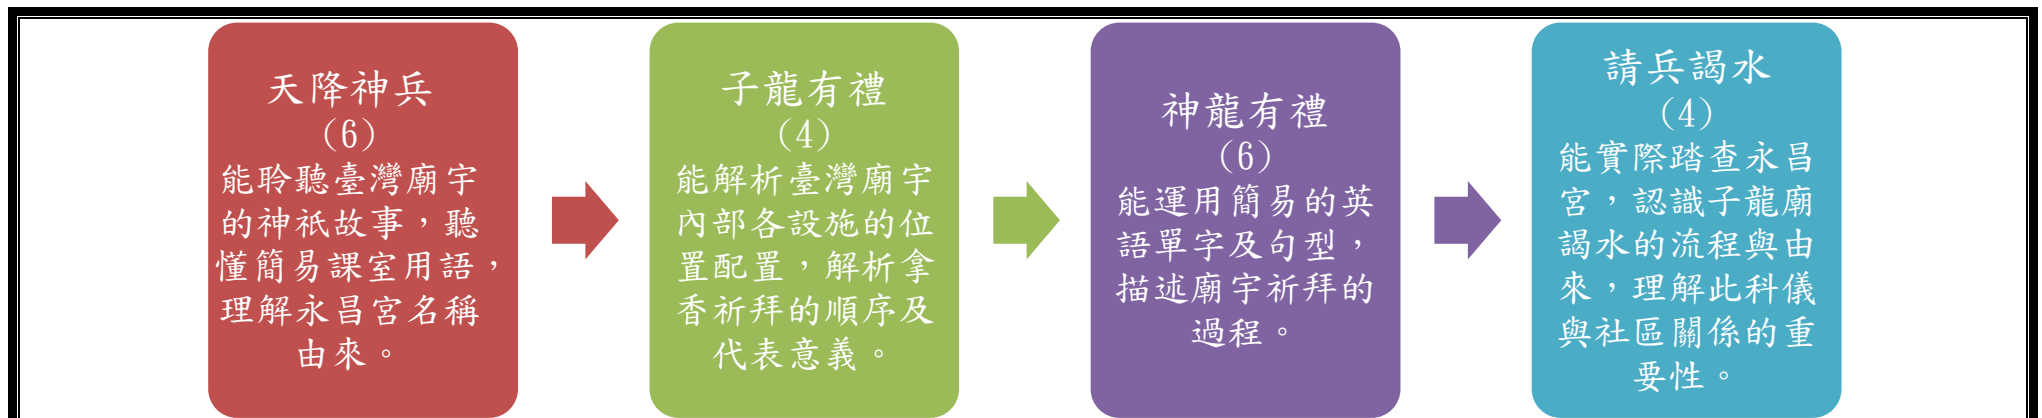 天降神兵
(6)
能聆聽臺灣廟宇
的神祇故事，聽
懂簡易課室用語，
理解永昌宮名稱
由來。
子龍有禮
(4)
能解析臺灣廟宇
內部各設施的位
置配置，解析拿
香祈拜的順序及
代表意義。
神龍有禮
(6)
能運用簡易的英
語單字及句型，
描述廟宇祈拜的
過程。
請兵謁水
(4)
能實際踏查永昌
宮，認識子龍廟
謁水的流程與由
來，理解此科儀
與社區關係的重
要性。